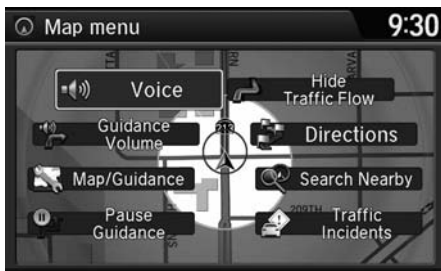 Map menu
9:30
Voice
Hide
Traffic Flow
Guidance
Volume
Directions
Map/Guidance
Search Nearby
Pause
Guidance
Traffic
Incidents
209TH